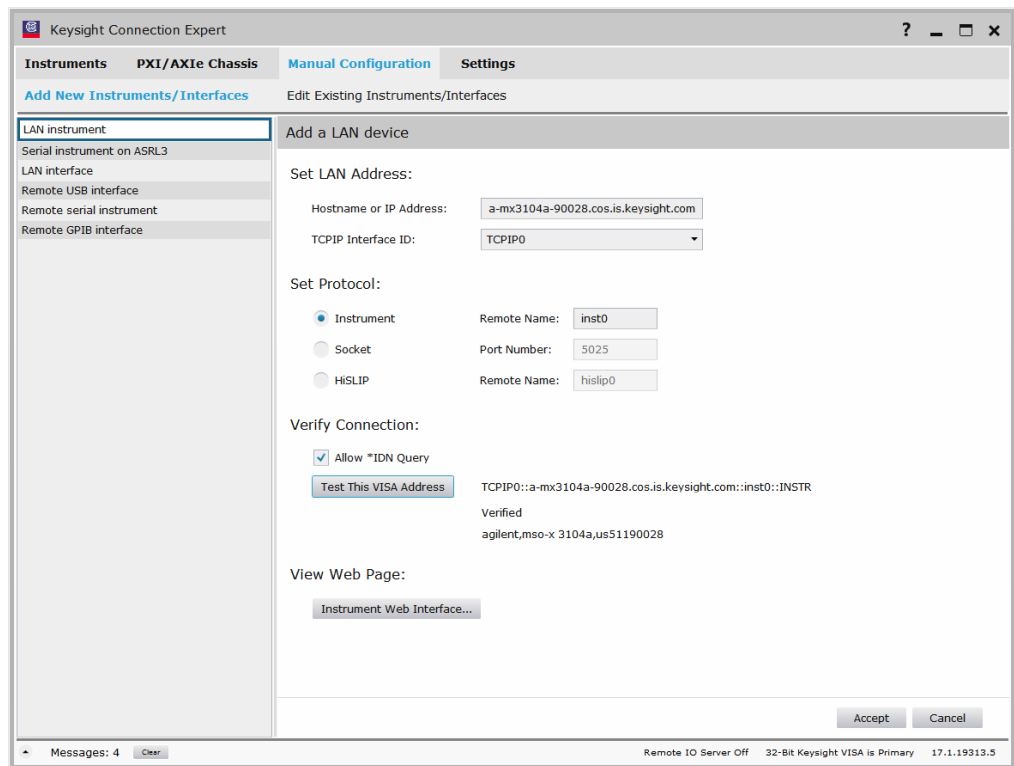 Keysight Connection Expert
?
Instruments PXI/AXIe Chassis Manual Configuration Settings
Add New Instruments/Interfaces Edit Existing Instruments/Interfaces
LAN instrument
Serial instrument on ASRL3
LAN interface
Remote USB interface
Remote serial instrument
Remote GPIB interface
Add a LAN device
Set LAN Address:
Hostname or IP Address: a-mx3104a-90028.cos.is.keysight.com
TCPIP Interface ID: TCPIP0
Set Protocol:
Instrument Remote Name: inst0
Socket Port Number: 5025
HiSLIP Remote Name: hislip0
Verify Connection:
Allow *IDN Query
Test This VISA Address TCPIP0::a-mx3104a-90028.cos.is.keysight.com::inst0::INSTR
Verified
agilent,mso-x 3104a,us51190028
View Web Page:
Instrument Web Interface...
Accept Cancel
Messages: 4 Clear Remote IO Server Off 32-Bit Keysight VISA is Primary 17.1.19313.5